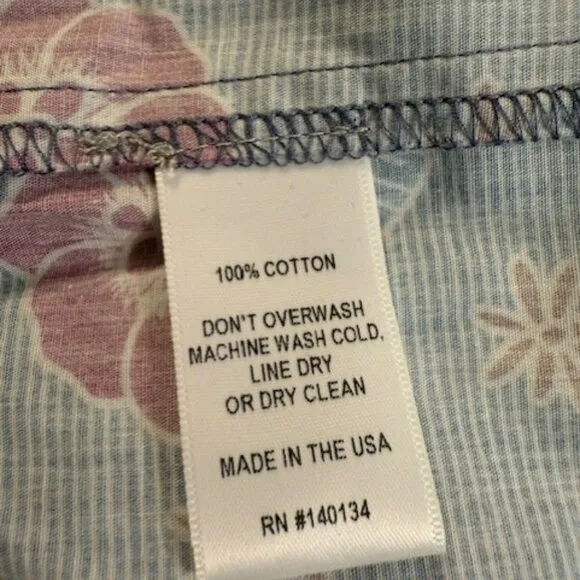 100% COTTON
DON'T OVERWASH
MACHINE WASH COLD,
LINE DRY
OR DRY CLEAN
MADE IN THE USA
RN #140134